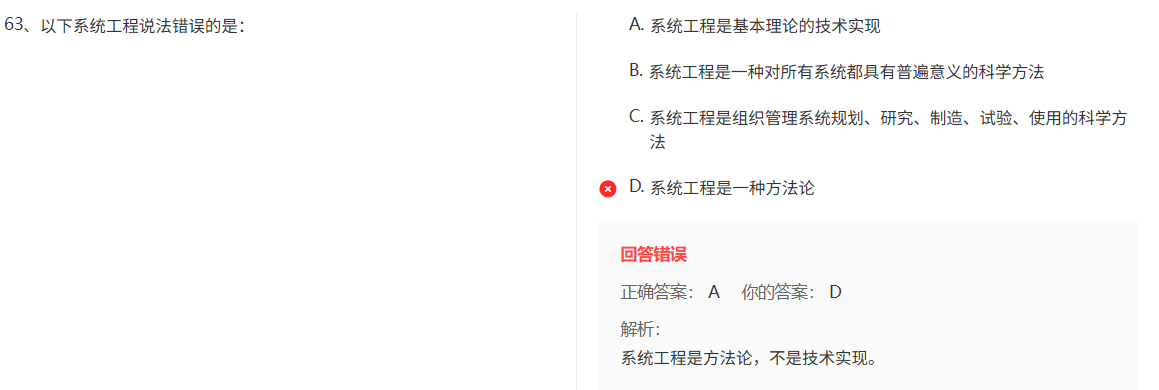 63、以下系统工程说法错误的是：
A. 系统工程是基本理论的技术实现
B. 系统工程是一种对所有系统都具有普遍意义的科学方法
C. 系统工程是组织管理系统规划、研究、制造、试验、使用的科学方
法
D. 系统工程是一种方法论
回答错误
正确答案： A 你的答案： D
解析：
系统工程是方法论，不是技术实现。